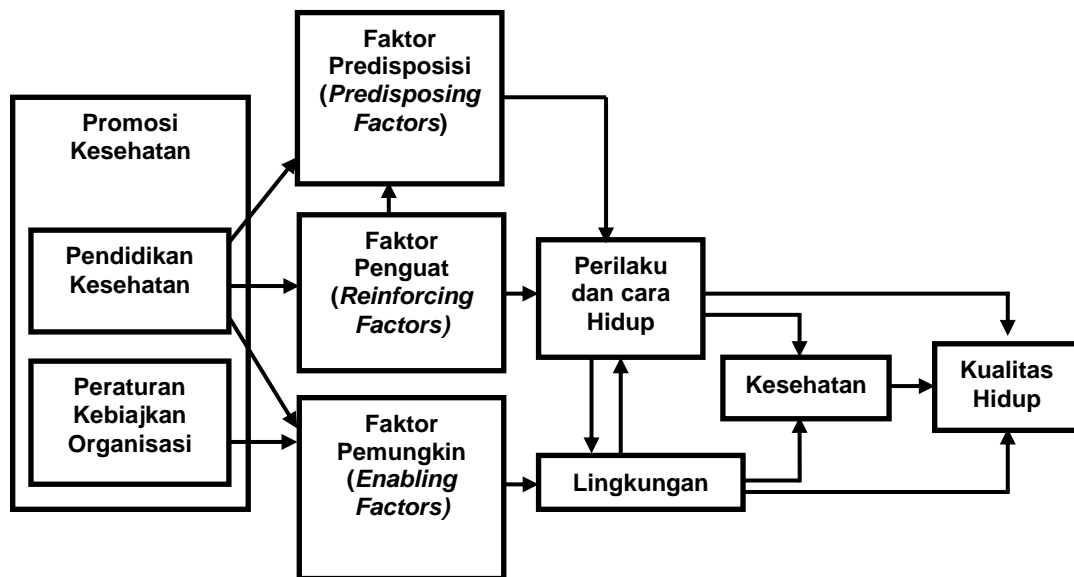 Promosi
Kesehatan
Pendidikan
Kesehatan
Peraturan
Kebiajkan
Organisasi
Faktor
Predisposisi
(Predisposing
Factors)
Faktor
Penguat
(Reinforcing
Factors)
Faktor
Pemungkin
(Enabling
Factors)
Perilaku
dan cara
Hidup
Lingkungan
Kesehatan
Kualitas
Hidup